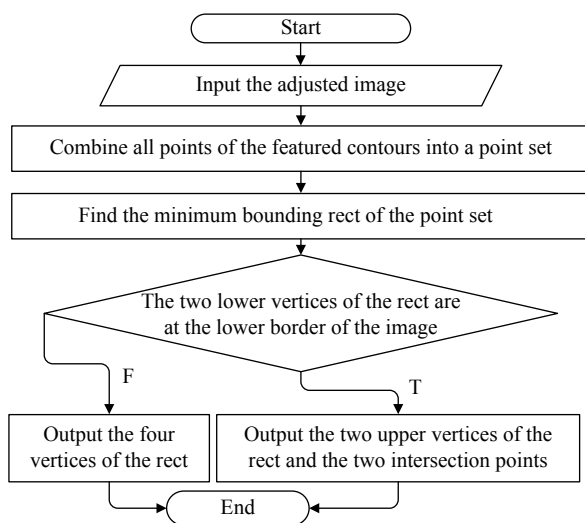 Start
Input the adjusted image
Combine all points of the featured contours into a point set
Find the minimum bounding rect of the point set
The two lower vertices of the rect are
at the lower border of the image
F
T
Output the four
vertices of the rect
Output the two upper vertices of the
rect and the two intersection points
End